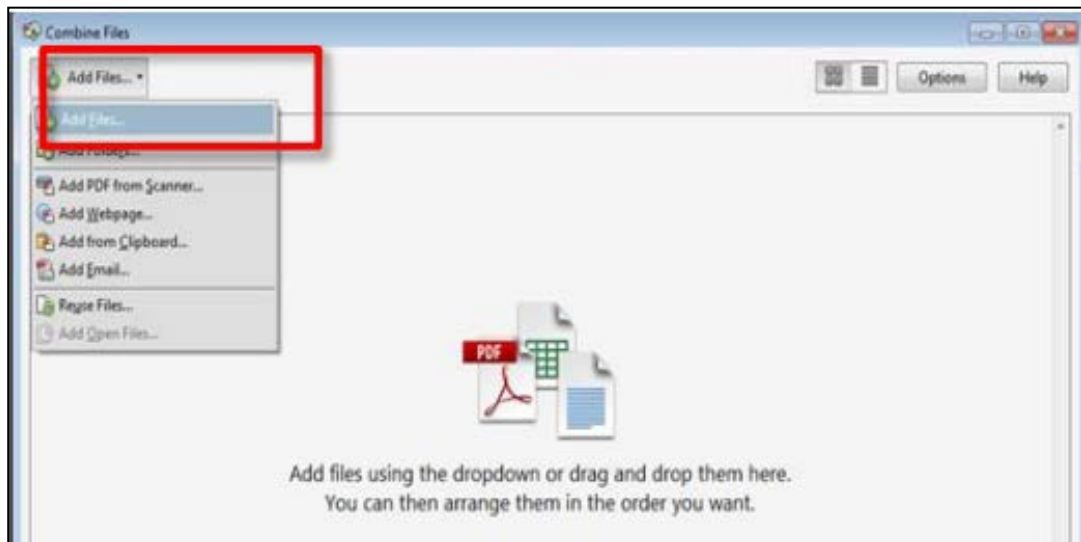 Combine Files
Add Files...
Options
Help
Add Files...
Add Folders...
Add PDF from Scanner...
Add Webpage...
Add from Clipboard...
Add Email...
Reuse Files...
Add Open Files...
PDF
Add files using the dropdown or drag and drop them here.
You can then arrange them in the order you want.